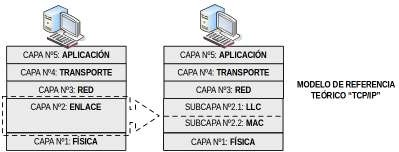 CAPA Nº5: APLICACIÓN
CAPA Nº4: TRANSPORTE
CAPA Nº3: RED
CAPA Nº2: ENLACE
CAPA Nº1: FÍSICA
CAPA Nº5: APLICACIÓN
CAPA Nº4: TRANSPORTE
CAPA Nº3: RED
SUBCAPA Nº2.1: LLC
SUBCAPA Nº2.2: MAC
CAPA Nº1: FÍSICA
MODELO DE REFERENCIA
TEÓRICO "TCP/IP"